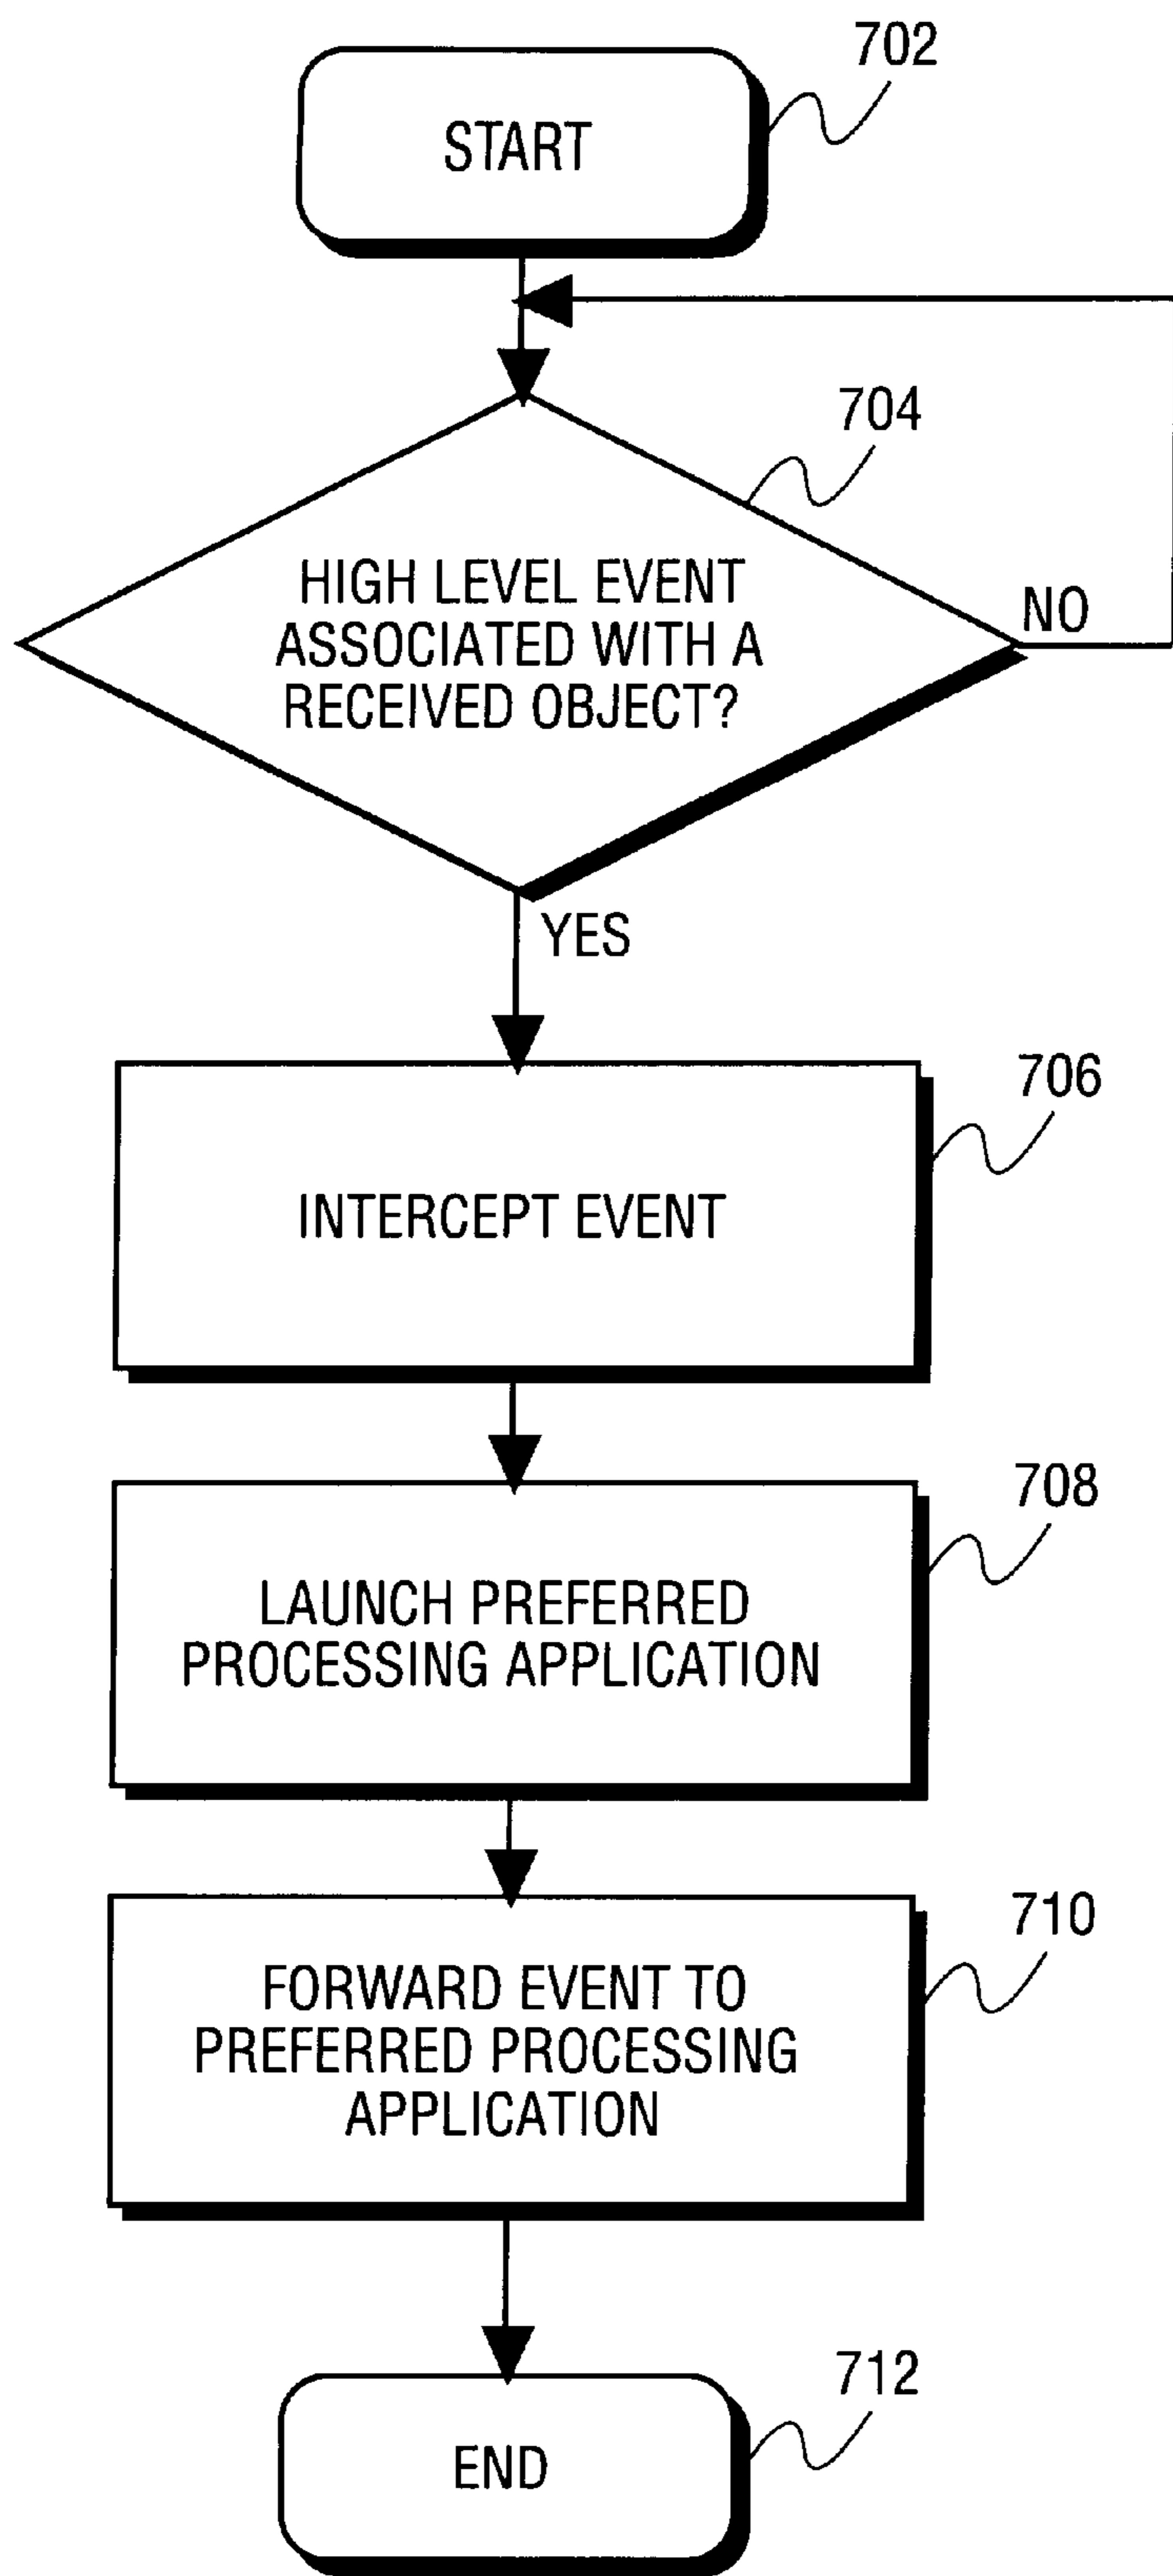 702
START
704
HIGH LEVEL EVENT
ASSOCIATED WITH A
RECEIVED OBJECT?
NO
YES
706
INTERCEPT EVENT
708
LAUNCH PREFERRED
PROCESSING APPLICATION
710
FORWARD EVENT TO
PREFERRED PROCESSING
APPLICATION
712
END